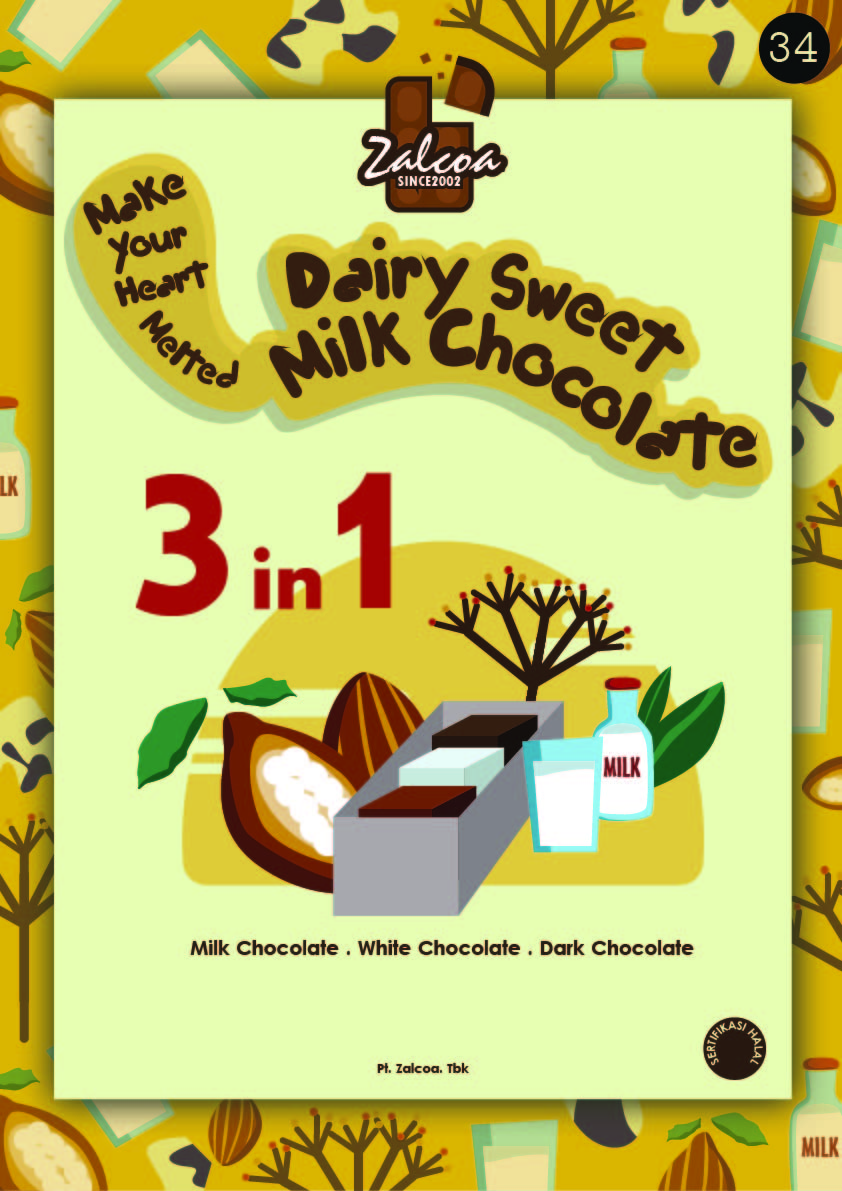 34
Zalcoa
SINCE2002
Make
Your
Heart
Melted
Dairy Sweet
Milk Chocolate
3 in 1
MILK
Milk Chocolate . White Chocolate . Dark Chocolate
SERTIFIKASI HALAL
Pt. Zalcoa. Tbk
LK
MILK